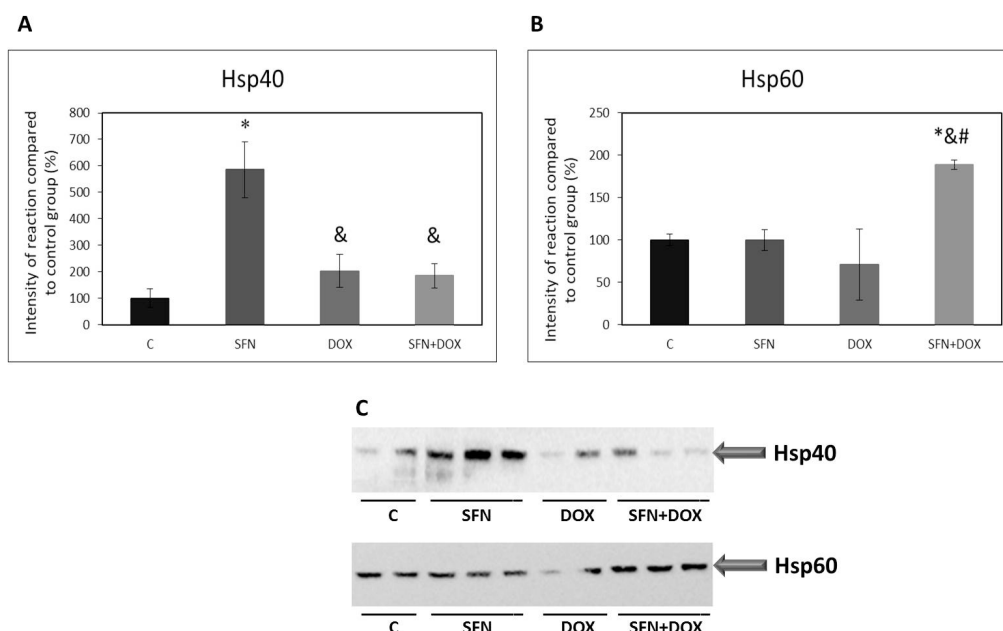 A
Hsp40
Intensity of reaction compared
to control group (%)
800
700
600
500
400
300
200
100
0
*
&
&
C SFN DOX SFN+DOX
B
Hsp60
Intensity of reaction compared
to control group (%)
250
200
150
100
50
0
*&#
C SFN DOX SFN+DOX
C
Hsp40
C SFN DOX SFN+DOX
Hsp60
C SFN DOX SFN+DOX